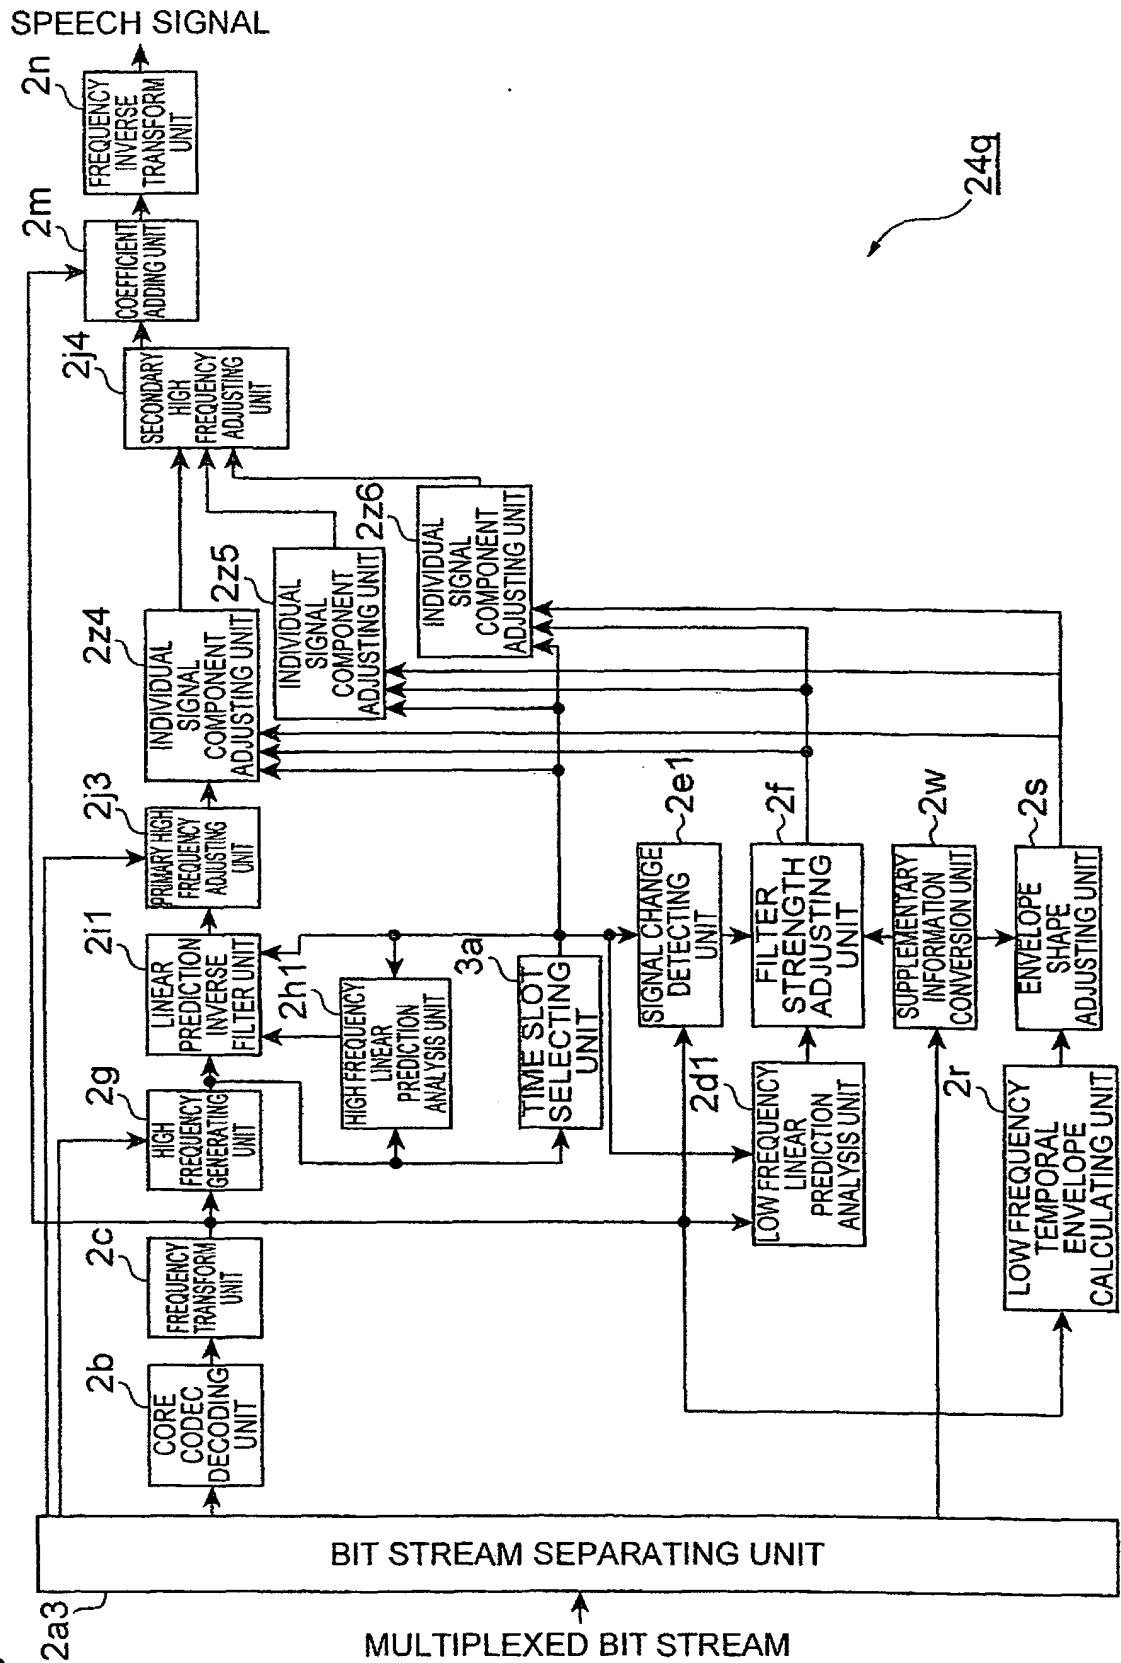 SPEECH SIGNAL
2n
FREQUENCY
INVERSE
TRANSFORM
UNIT
2m
COEFFICIENT
ADDING UNIT
2j4
SECONDARY
HIGH
FREQUENCY
ADJUSTING
UNIT
24q
2z4
INDIVIDUAL
SIGNAL
COMPONENT
ADJUSTING UNIT
2z5
INDIVIDUAL
SIGNAL
COMPONENT
ADJUSTING UNIT
2z6
INDIVIDUAL
SIGNAL
COMPONENT
ADJUSTING UNIT
2j3
PRIMARY HIGH
FREQUENCY
ADJUSTING
UNIT
2i1
LINEAR
PREDICTION
INVERSE
FILTER UNIT
2h1
HIGH FREQUENCY
LINEAR
PREDICTION
ANALYSIS UNIT
3a
TIME SLOT
SELECTING
UNIT
2e1
SIGNAL CHANGE
DETECTING
UNIT
2f
FILTER
STRENGTH
ADJUSTING
UNIT
2w
SUPPLEMENTARY
INFORMATION
CONVERSION UNIT
2s
ENVELOPE
SHAPE
ADJUSTING UNIT
2g
HIGH
FREQUENCY
GENERATING
UNIT
2d1
LOW FREQUENCY
LINEAR
PREDICTION
ANALYSIS UNIT
2r
LOW FREQUENCY
TEMPORAL
ENVELOPE
CALCULATING UNIT
2c
FREQUENCY
TRANSFORM
UNIT
2b
CORE
CODEC
DECODING
UNIT
BIT STREAM SEPARATING UNIT
2a3
MULTIPLEXED BIT STREAM